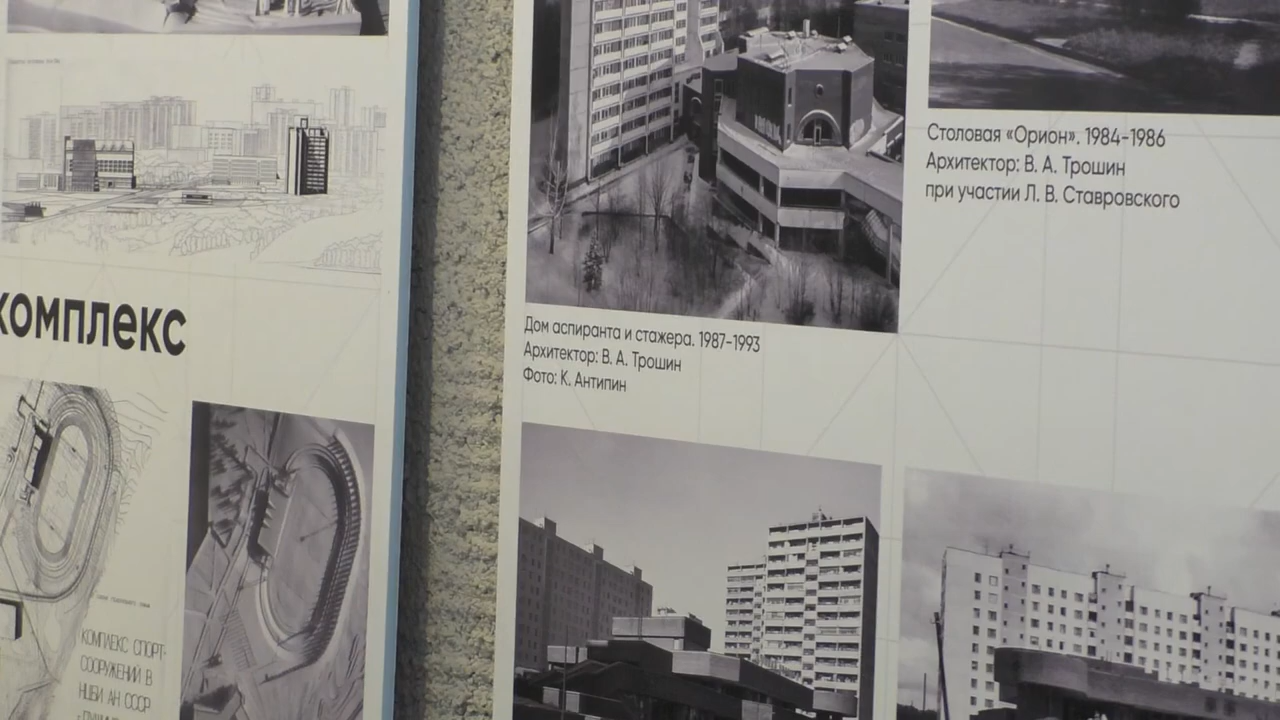 комплекс
КОМПЛЕКС СПОРТ-
СООРУЖЕНИЙ В
НЦБИ АН СССР
Дом аспиранта и стажера. 1987-1993
Архитектор: В. А. Трошин
Фото: К. Антипин
Столовая «Орион». 1984-1986
Архитектор: В. А. Трошин
при участии Л. В. Ставровского